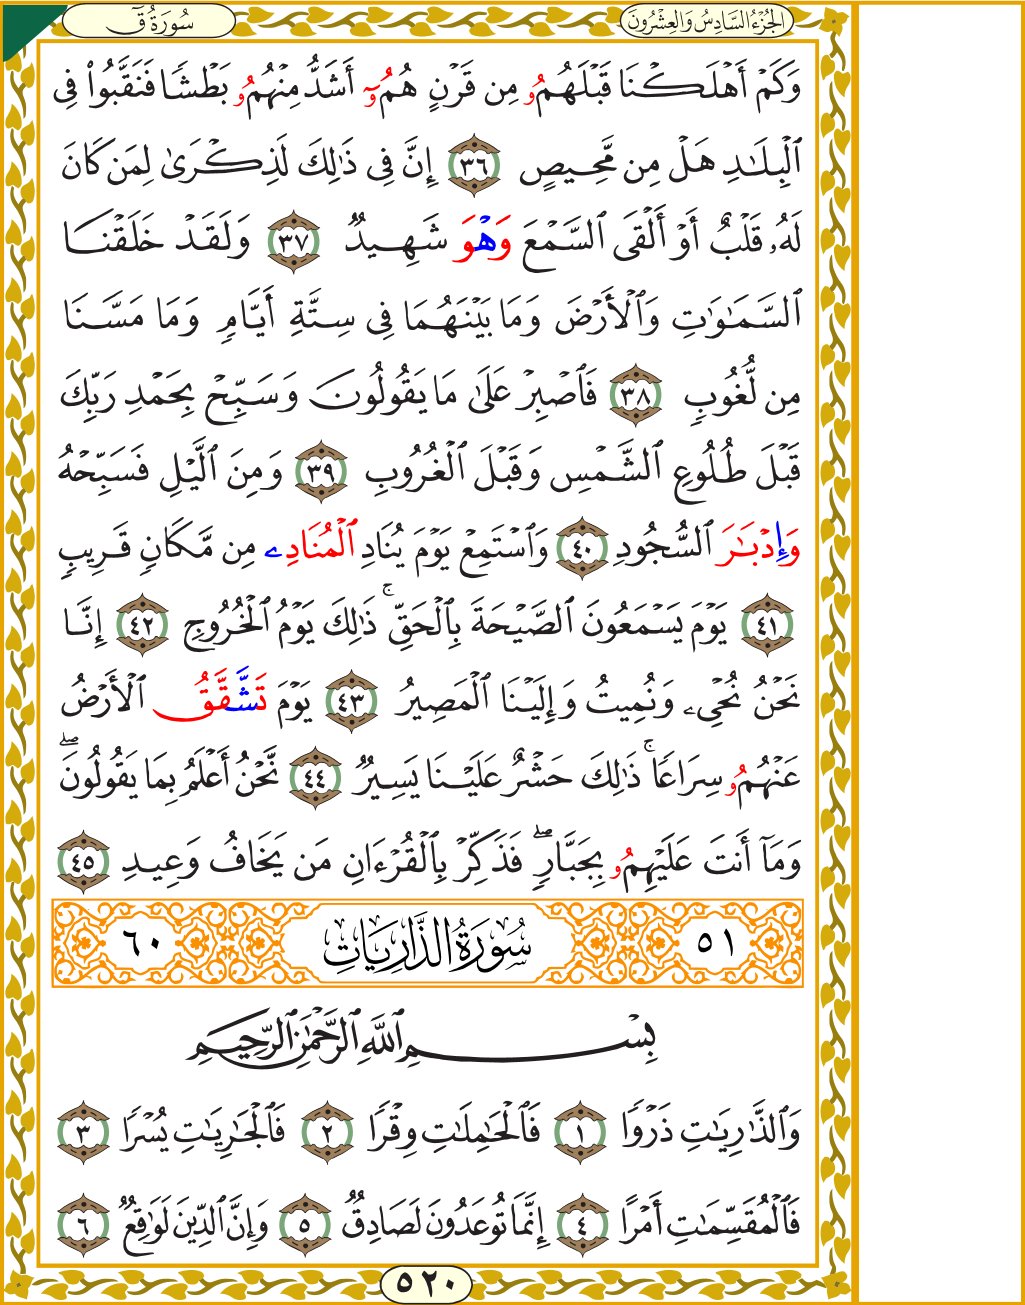 الجُزْءُ السَّادِسُ وَالعِشْرُونَ
سُورَةُ قٓ
وَكَمْ أَهْلَكْنَا قَبْلَهُمُۥ مِن قَرْنٍ هُمُۥٓ أَشَدُّ مِنْهُمُۥ بَطْشًا فَنَقَّبُوا۟ فِى
ٱلْبِلَـٰدِ هَلْ مِن مَّحِيصٍ ٣٦ إِنَّ فِى ذَٰلِكَ لَذِكْرَىٰ لِمَن كَانَ
لَهُۥ قَلْبٌ أَوْ أَلْقَى ٱلسَّمْعَ وَهْوَ شَهِيدٌ ٣٧ وَلَقَدْ خَلَقْنَا
ٱلسَّمَـٰوَٰتِ وَٱلْأَرْضَ وَمَا بَيْنَهُمَا فِى سِتَّةِ أَيَّامٍ وَمَا مَسَّنَا
مِن لُّغُوبٍ ٣٨ فَٱصْبِرْ عَلَىٰ مَا يَقُولُونَ وَسَبِّحْ بِحَمْدِ رَبِّكَ
قَبْلَ طُلُوعِ ٱلشَّمْسِ وَقَبْلَ ٱلْغُرُوبِ ٣٩ وَمِنَ ٱلَّيْلِ فَسَبِّحْهُ
وَإِدْبَـٰرَ ٱلسُّجُودِ ٤٠ وَٱسْتَمِعْ يَوْمَ يُنَادِ ٱلْمُنَادِۦ مِن مَّكَانٍ قَرِيبٍ
٤١ يَوْمَ يَسْمَعُونَ ٱلصَّيْحَةَ بِٱلْحَقِّ ۚ ذَٰلِكَ يَوْمُ ٱلْخُرُوجِ ٤٢ إِنَّا
نَحْنُ نُحْىِۦ وَنُمِيتُ وَإِلَيْنَا ٱلْمَصِيرُ ٤٣ يَوْمَ تَشَّقَّقُ ٱلْأَرْضُ
عَنْهُمُۥ سِرَاعًا ۚ ذَٰلِكَ حَشْرٌ عَلَيْنَا يَسِيرٌ ٤٤ نَّحْنُ أَعْلَمُ بِمَا يَقُولُونَ ۖ
وَمَآ أَنتَ عَلَيْهِمُۥ بِجَبَّارٍ ۖ فَذَكِّرْ بِٱلْقُرْءَانِ مَن يَخَافُ وَعِيدِ ٤٥
٥١ سُورَةُ الذَّارِيَاتِ ٦٠
بِسْمِ ٱللَّهِ ٱلرَّحْمَـٰنِ ٱلرَّحِيمِ
وَٱلذَّٰرِيَـٰتِ ذَرْوًا ١ فَٱلْحَـٰمِلَـٰتِ وِقْرًا ٢ فَٱلْجَـٰرِيَـٰتِ يُسْرًا ٣
فَٱلْمُقَسِّمَـٰتِ أَمْرًا ٤ إِنَّمَا تُوعَدُونَ لَصَادِقٌ ٥ وَإِنَّ ٱلدِّينَ لَوَٰقِعٌ ٦
٥٢٠